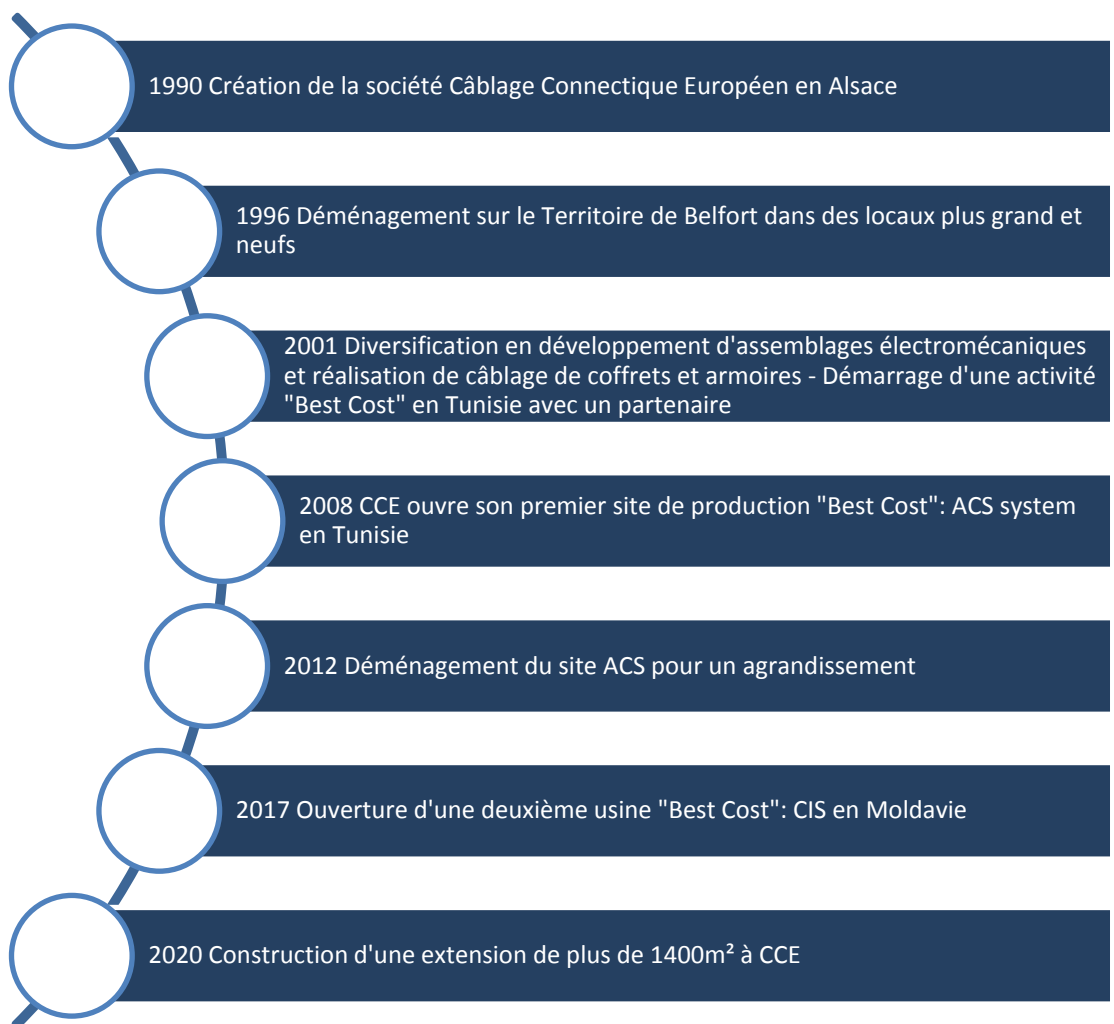 1990 Création de la société Câblage Connectique Européen en Alsace
1996 Déménagement sur le Territoire de Belfort dans des locaux plus grand et
neufs
2001 Diversification en développement d'assemblages électromécaniques
et réalisation de câblage de coffrets et armoires - Démarrage d'une activité
"Best Cost" en Tunisie avec un partenaire
2008 CCE ouvre son premier site de production "Best Cost": ACS system
en Tunisie
2012 Déménagement du site ACS pour un agrandissement
2017 Ouverture d'une deuxième usine "Best Cost": CIS en Moldavie
2020 Construction d'une extension de plus de 1400m² à CCE